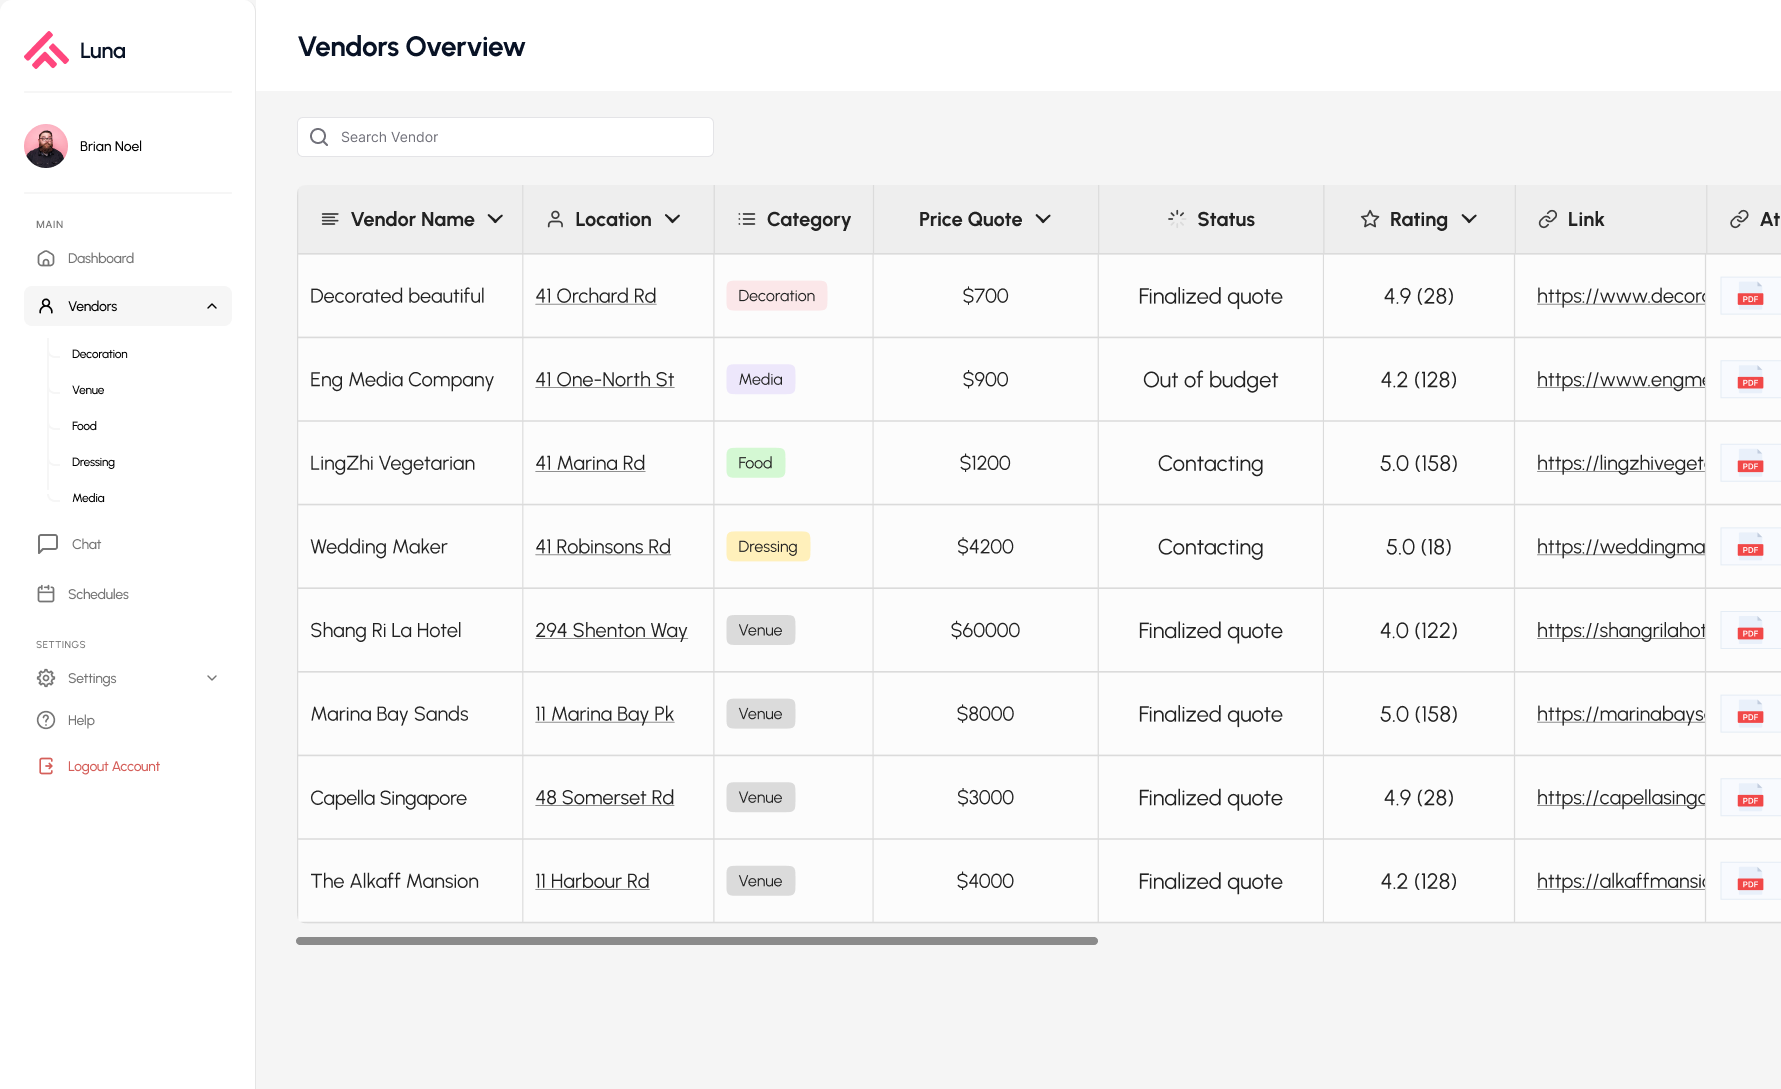 Luna
Vendors Overview
Brian Noel
Search Vendor
MAIN
Dashboard
Vendors
Decoration
Venue
Food
Dressing
Media
Chat
Schedules
SETTINGS
Settings
Help
Logout Account
Vendor Name Location Category Price Quote Status Rating Link At
Decorated beautiful 41 Orchard Rd Decoration $700 Finalized quote 4.9 (28) https://www.decora PDF
Eng Media Company 41 One-North St Media $900 Out of budget 4.2 (128) https://www.engme PDF
LingZhi Vegetarian 41 Marina Rd Food $1200 Contacting 5.0 (158) https://lingzhiveget PDF
Wedding Maker 41 Robinsons Rd Dressing $4200 Contacting 5.0 (18) https://weddingma PDF
Shang Ri La Hotel 294 Shenton Way Venue $60000 Finalized quote 4.0 (122) https://shangrilahot PDF
Marina Bay Sands 11 Marina Bay Pk Venue $8000 Finalized quote 5.0 (158) https://marinabays PDF
Capella Singapore 48 Somerset Rd Venue $3000 Finalized quote 4.9 (28) https://capellasinga PDF
The Alkaff Mansion 11 Harbour Rd Venue $4000 Finalized quote 4.2 (128) https://alkaffmansi PDF